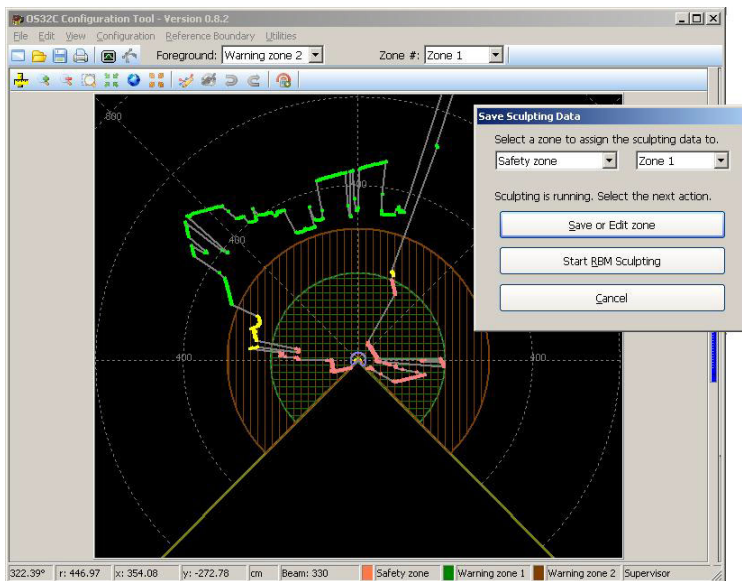 OS32C Configuration Tool - Version 0.8.2
File Edit View Configuration Reference Boundary Utilities
Foreground: Warning zone 2 Zone #: Zone 1
800
400
400
400
400
Save Sculpting Data
Select a zone to assign the sculpting data to.
Safety zone Zone 1
Sculpting is running. Select the next action.
Save or Edit zone
Start RBM Sculpting
Cancel
322.39° r: 446.97 x: 354.08 y: -272.78 cm Beam: 330 Safety zone Warning zone 1 Warning zone 2 Supervisor